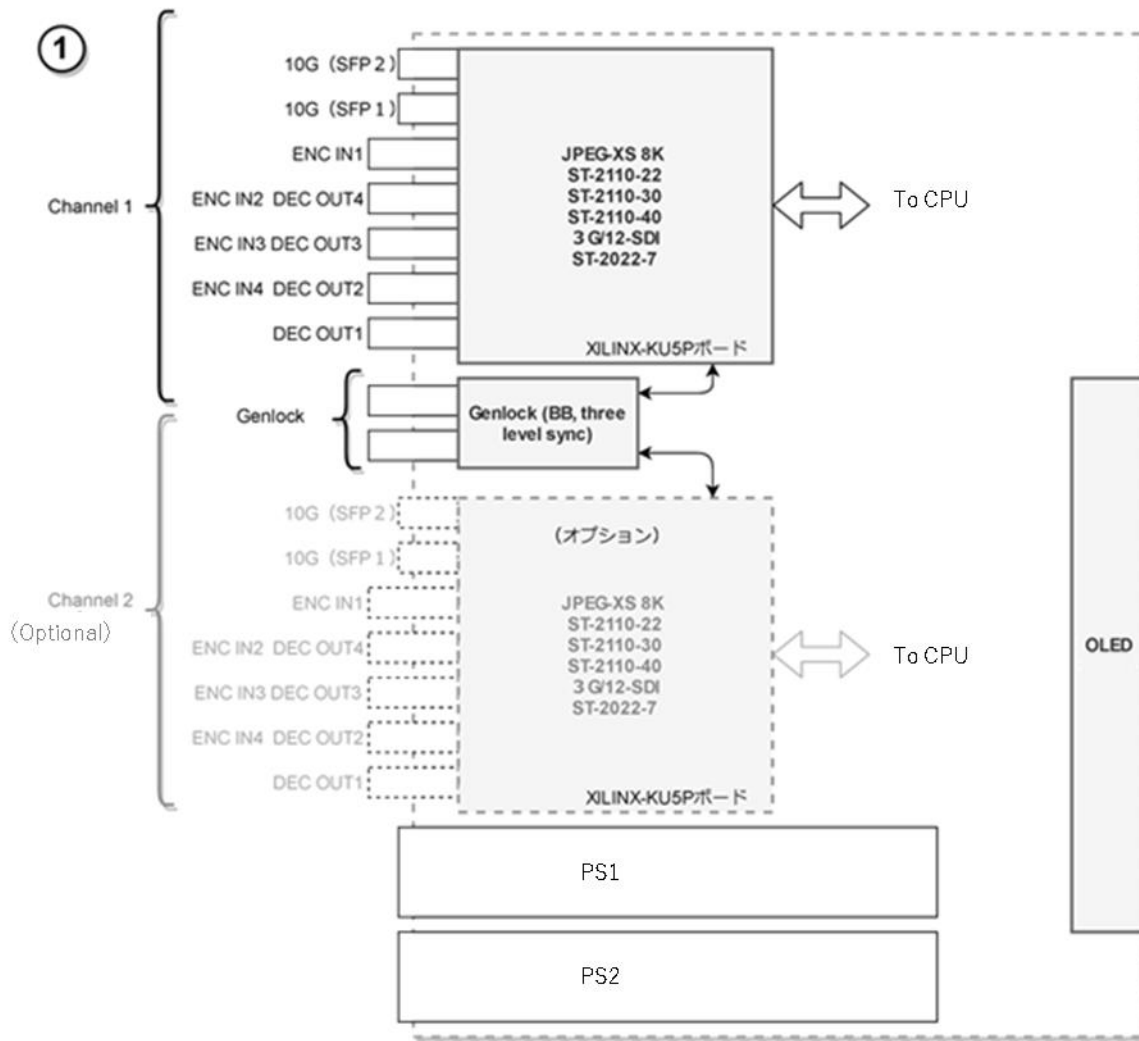 1
10G (SFP 2)
10G (SFP 1)
ENC IN1
ENC IN2 DEC OUT4
ENC IN3 DEC OUT3
ENC IN4 DEC OUT2
DEC OUT1
Channel 1
JPEG-XS 8K
ST-2110-22
ST-2110-30
ST-2110-40
3G/12-SDI
ST-2022-7
XILINX-KU5Pボード
To CPU
Genlock
Genlock (BB, three
level sync)
10G (SFP 2)
10G (SFP 1)
ENC IN1
ENC IN2 DEC OUT4
ENC IN3 DEC OUT3
ENC IN4 DEC OUT2
DEC OUT1
Channel 2
(Optional)
(オプション)
JPEG-XS 8K
ST-2110-22
ST-2110-30
ST-2110-40
3G/12-SDI
ST-2022-7
XILINX-KU5Pボード
To CPU
OLED
PS1
PS2